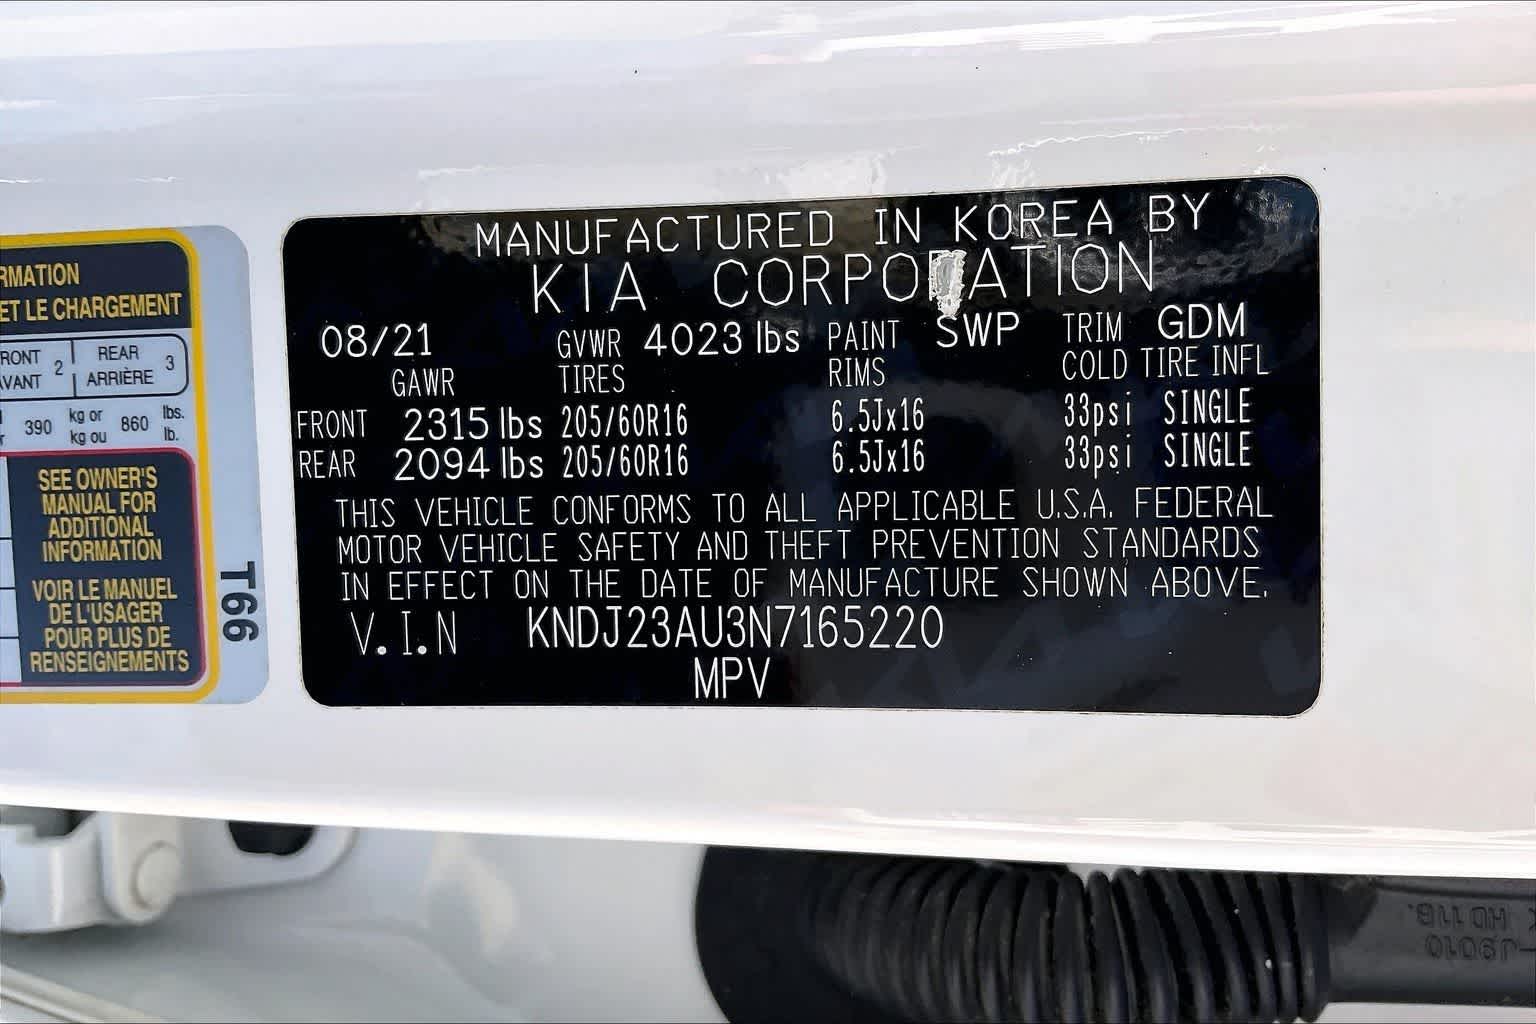 MANUFACTURED IN KOREA BY
KIA CORPORATION
08/21 GVWR 4023 lbs PAINT SWP TRIM GDM
GAWR TIRES RIMS COLD TIRE INFL
FRONT 2315 lbs 205/60R16 6.5Jx16 33psi SINGLE
REAR 2094 lbs 205/60R16 6.5Jx16 33psi SINGLE
THIS VEHICLE CONFORMS TO ALL APPLICABLE U.S.A. FEDERAL
MOTOR VEHICLE SAFETY AND THEFT PREVENTION STANDARDS
IN EFFECT ON THE DATE OF MANUFACTURE SHOWN ABOVE.
V.I.N KNDJ23AU3N7165220
MPV
ET LE CHARGEMENT
2 REAR 3
ARRIÈRE
390 kg or 860 lbs.
kg ou lb.
SEE OWNER'S
MANUAL FOR
ADDITIONAL
INFORMATION
VOIR LE MANUEL
DE L'USAGER
POUR PLUS DE
RENSEIGNEMENTS
T66
HD11B.